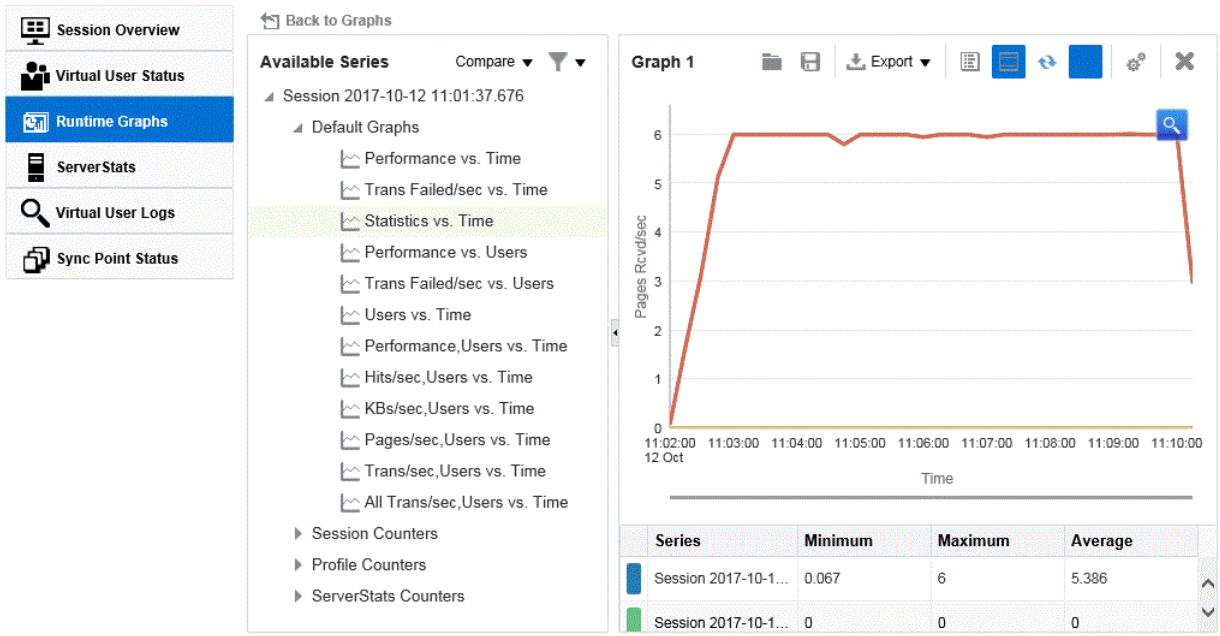 Session Overview
Virtual User Status
Runtime Graphs
ServerStats
Virtual User Logs
Sync Point Status
Back to Graphs
Available Series
Compare
Session 2017-10-12 11:01:37.676
Default Graphs
Performance vs. Time
Trans Failed/sec vs. Time
Statistics vs. Time
Performance vs. Users
Trans Failed/sec vs. Users
Users vs. Time
Performance,Users vs. Time
Hits/sec,Users vs. Time
KBs/sec,Users vs. Time
Pages/sec,Users vs. Time
Trans/sec,Users vs. Time
All Trans/sec,Users vs. Time
Session Counters
Profile Counters
ServerStats Counters
Graph 1
Export
Pages Rcvd/sec
6
5
4
3
2
1
0
11:02:00 11:03:00 11:04:00 11:05:00 11:06:00 11:07:00 11:08:00 11:09:00 11:10:00
12 Oct
Time
Series Minimum Maximum Average
Session 2017-10-1... 0.067 6 5.386
Session 2017-10-1... 0 0 0